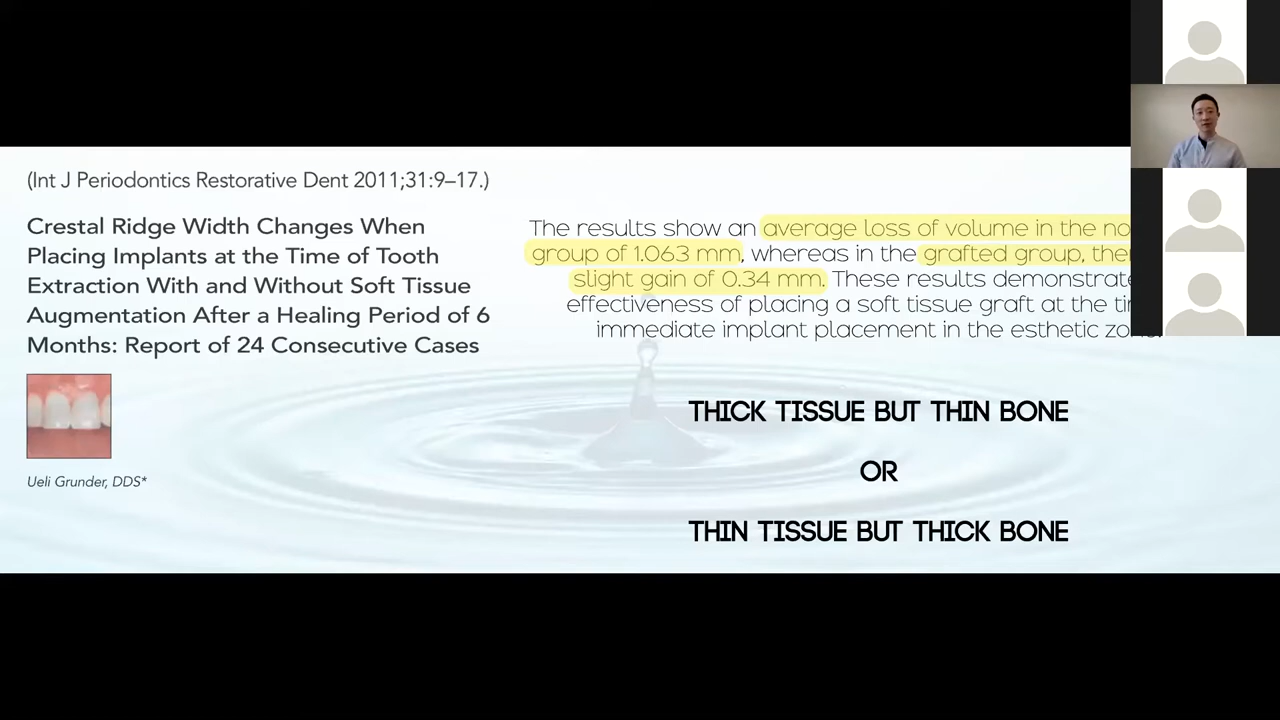 (Int J Periodontics Restorative Dent 2011;31:9–17.)
Crestal Ridge Width Changes When
Placing Implants at the Time of Tooth
Extraction With and Without Soft Tissue
Augmentation After a Healing Period of 6
Months: Report of 24 Consecutive Cases
Ueli Grunder, DDS*
The results show an average loss of volume in the
group of 1.063 mm, whereas in the grafted group,
slight gain of 0.34 mm. These results demonstrate
effectiveness of placing a soft tissue graft at the
immediate implant placement in the esthetic
THICK TISSUE BUT THIN BONE
OR
THIN TISSUE BUT THICK BONE